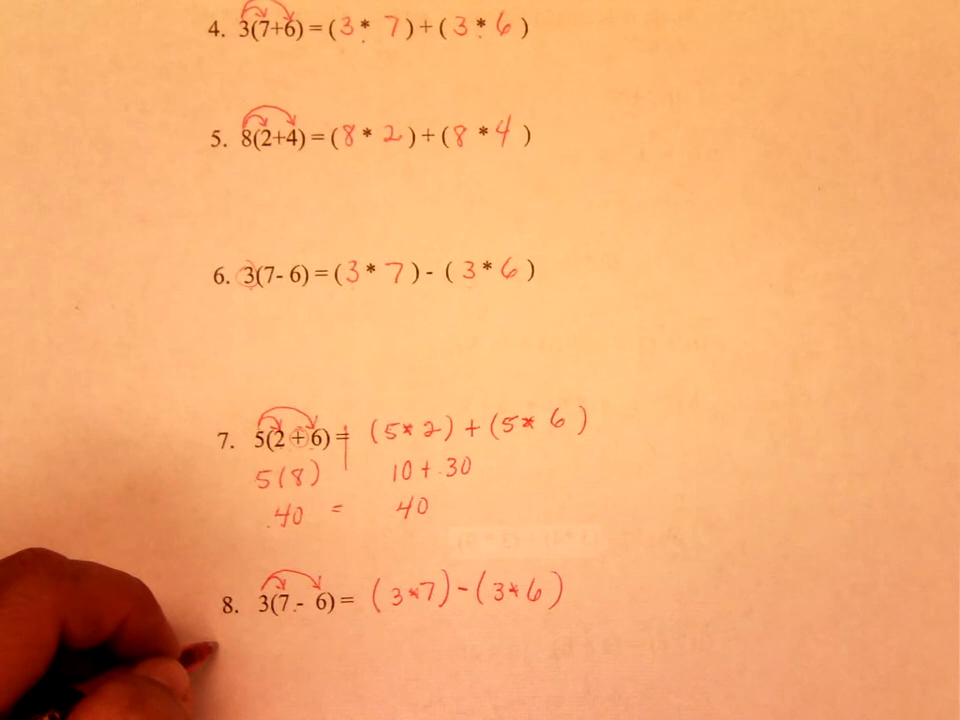 4. 3(7+6) = (3 * 7) + (3 * 6)
5. 8(2+4) = (8 * 2) + (8 * 4)
6. 3(7- 6) = (3 * 7) - (3 * 6)
7. 5(2 + 6) = (5 * 2) + (5 * 6)
5(8) 10 + 30
40 = 40
8. 3(7 - 6) = (3 * 7) - (3 * 6)